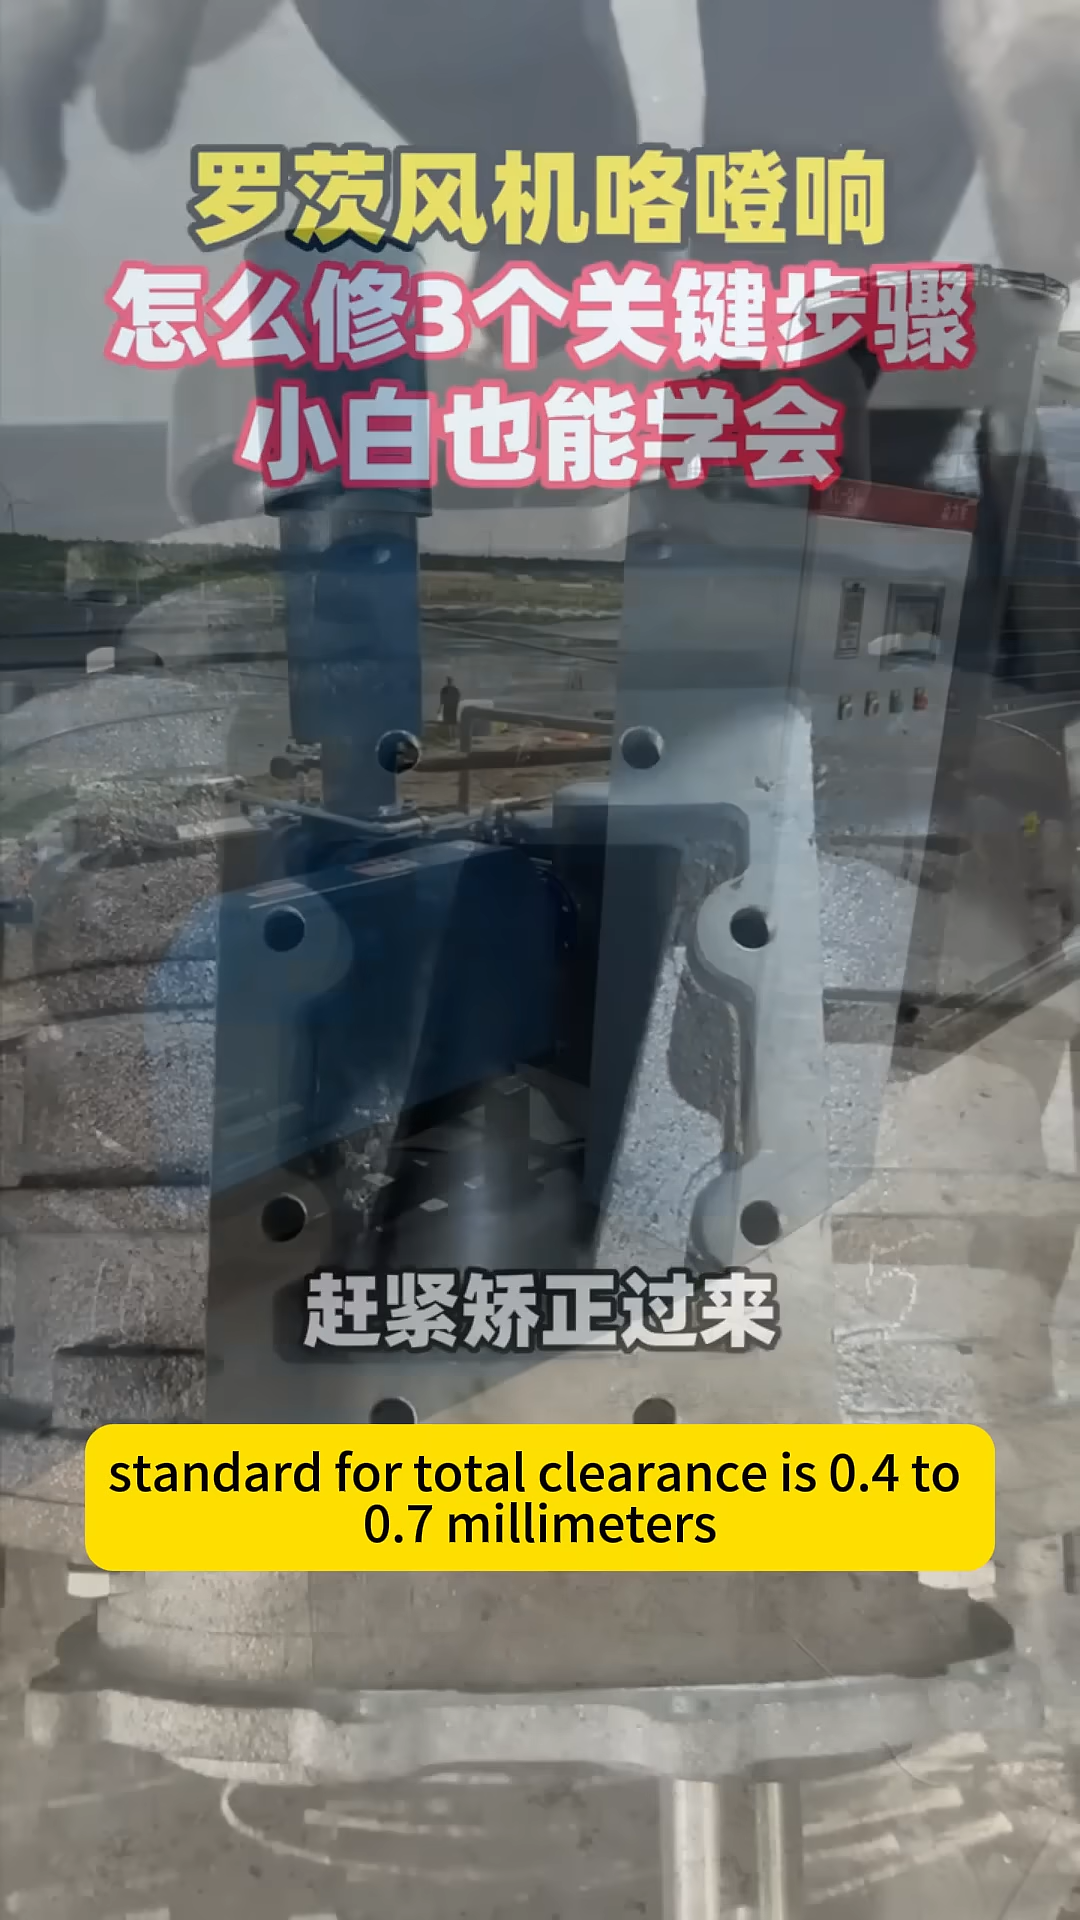 罗茨风机咯噔响
怎么修3个关键步骤
小白也能学会
赶紧矫正过来
standard for total clearance is 0.4 to
0.7 millimeters